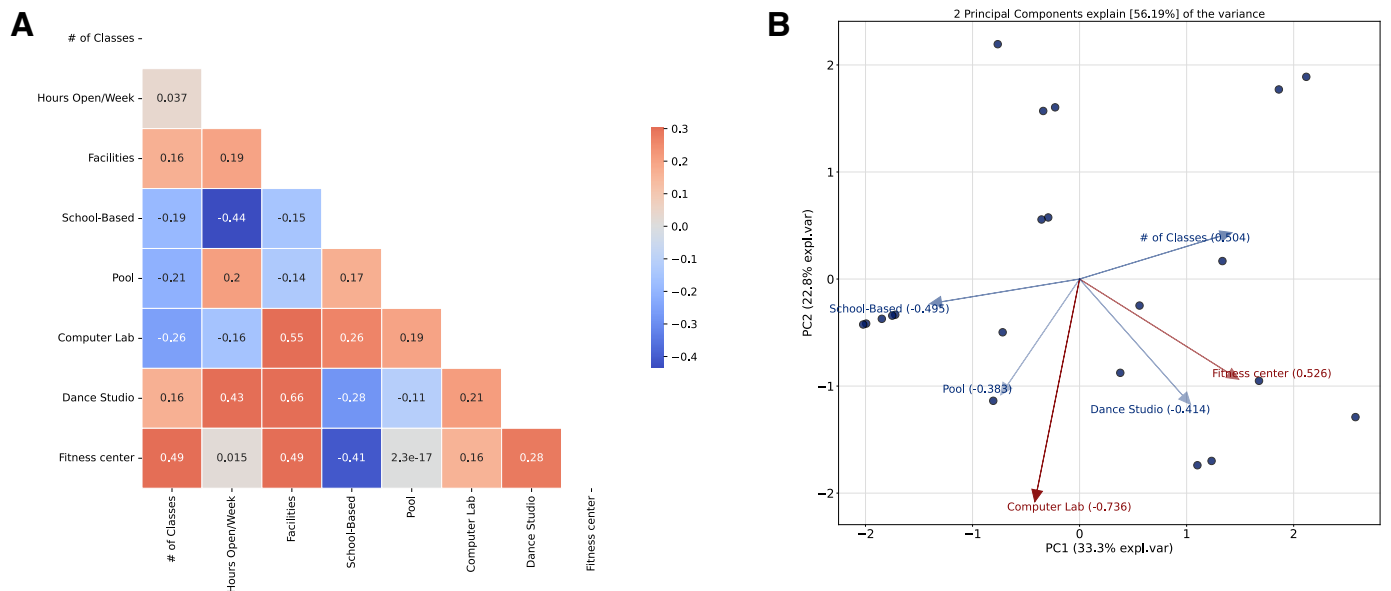 A
# of Classes
Hours Open/Week
0.037
Facilities
0.16 0.19
School-Based
-0.19 -0.44 -0.15
Pool
-0.21 0.2 -0.14 0.17
Computer Lab
-0.26 -0.16 0.55 0.26 0.19
Dance Studio
0.16 0.43 0.66 -0.28 -0.11 0.21
Fitness center
0.49 0.015 0.49 -0.41 2.3e-17 0.16 0.28
# of Classes
Hours Open/Week
Facilities
School-Based
Pool
Computer Lab
Dance Studio
Fitness center
0.3
0.2
0.1
0.0
−0.1
−0.2
−0.3
−0.4
B
2 Principal Components explain [56.19%] of the variance
PC2 (22.8% expl.var)
2
1
0
−1
−2
# of Classes (0.504)
School-Based (-0.495)
Fitness center (0.526)
Pool (-0.383)
Dance Studio (-0.414)
Computer Lab (-0.736)
−2 −1 0 1 2
PC1 (33.3% expl.var)